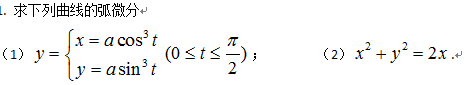 1. 求下列曲线的弧微分
(1) y = { x = a cos³ t, y = a sin³ t (0 ≤ t ≤ π/2); (2) x² + y² = 2x.